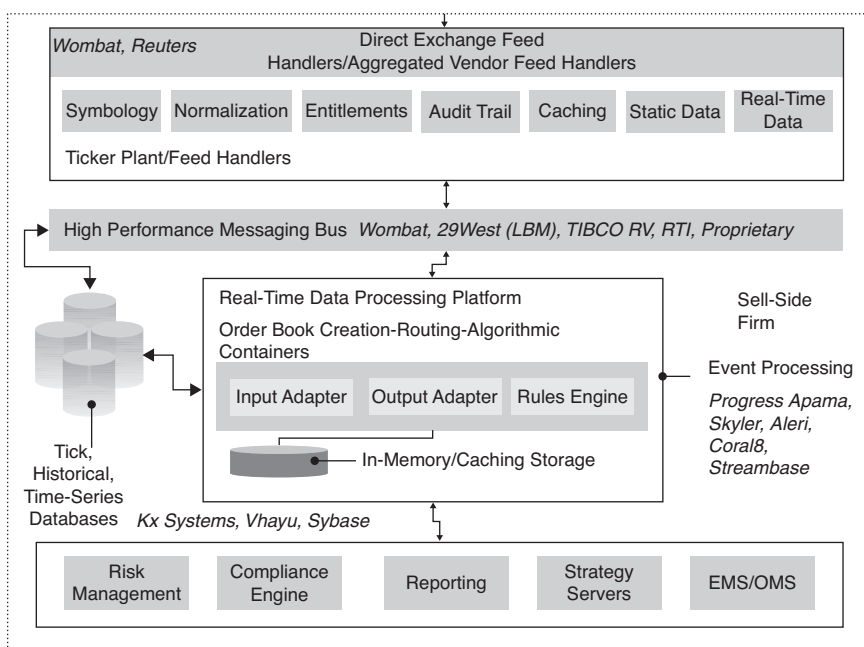 Wombat, Reuters
Direct Exchange Feed
Handlers/Aggregated Vendor Feed Handlers
Symbology
Normalization
Entitlements
Audit Trail
Caching
Static Data
Real-Time
Data
Ticker Plant/Feed Handlers
High Performance Messaging Bus Wombat, 29West (LBM), TIBCO RV, RTI, Proprietary
Real-Time Data Processing Platform
Order Book Creation-Routing-Algorithmic
Containers
Input Adapter
Output Adapter
Rules Engine
In-Memory/Caching Storage
Sell-Side
Firm
Event Processing
Progress Apama,
Skyler, Aleri,
Coral8,
Streambase
Tick,
Historical,
Time-Series
Databases
Kx Systems, Vhayu, Sybase
Risk
Management
Compliance
Engine
Reporting
Strategy
Servers
EMS/OMS